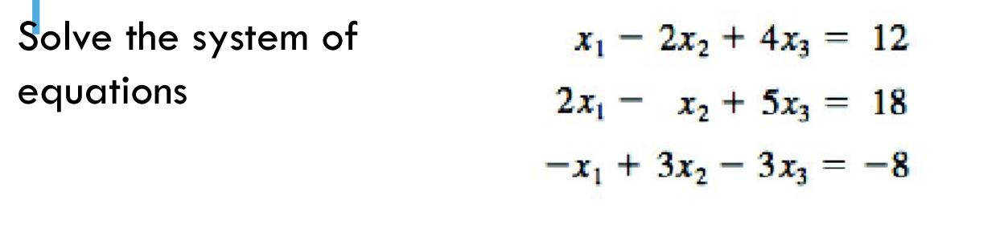 Solve the system of
equations
x₁ − 2x₂ + 4x₃ = 12
2x₁ − x₂ + 5x₃ = 18
−x₁ + 3x₂ − 3x₃ = −8